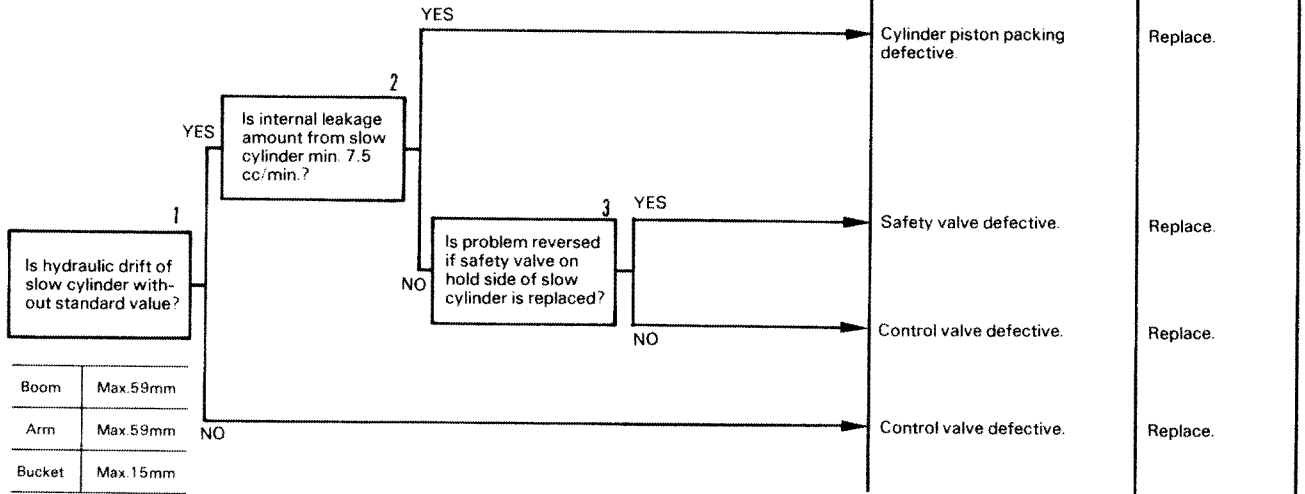 YES
Cylinder piston packing
defective.
Replace.
2
Is internal leakage
amount from slow
cylinder min. 7.5
cc/min.?
YES
3
YES
Safety valve defective.
Replace.
1
Is problem reversed
if safety valve on
hold side of slow
cylinder is replaced?
Is hydraulic drift of
slow cylinder with-
out standard value?
NO
NO
Control valve defective.
Replace.
Boom Max.59mm
Arm Max.59mm
Bucket Max.15mm
NO
Control valve defective.
Replace.